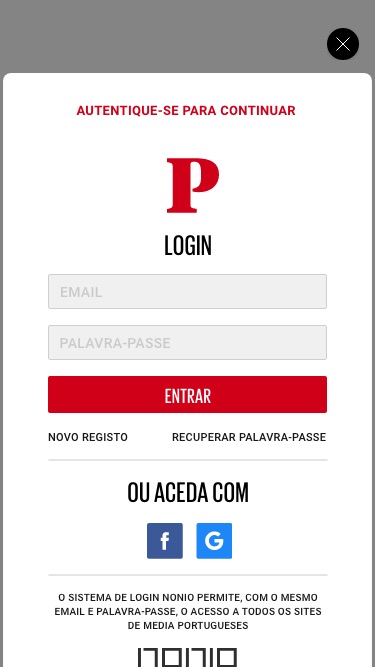 AUTENTIQUE-SE PARA CONTINUAR
P
LOGIN
EMAIL
PALAVRA-PASSE
ENTRAR
NOVO REGISTO RECUPERAR PALAVRA-PASSE
OU ACEDA COM
f G
O SISTEMA DE LOGIN NONIO PERMITE, COM O MESMO
EMAIL E PALAVRA-PASSE, O ACESSO A TODOS OS SITES
DE MEDIA PORTUGUESES